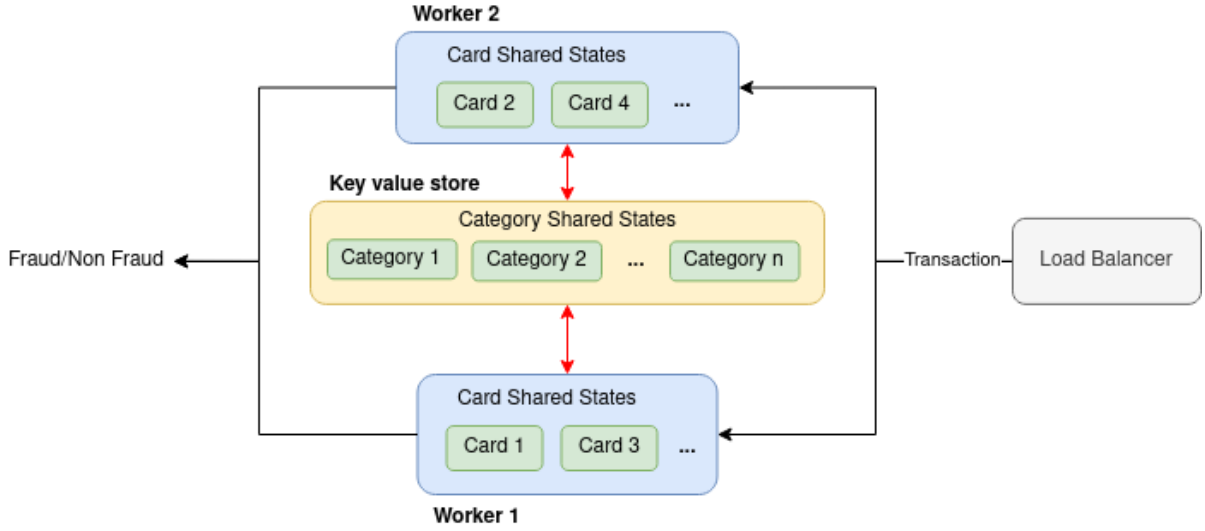 Worker 2
Card Shared States
Card 2 Card 4 ...
Key value store
Category Shared States
Category 1 Category 2 ... Category n
Fraud/Non Fraud
Transaction
Load Balancer
Card Shared States
Card 1 Card 3 ...
Worker 1